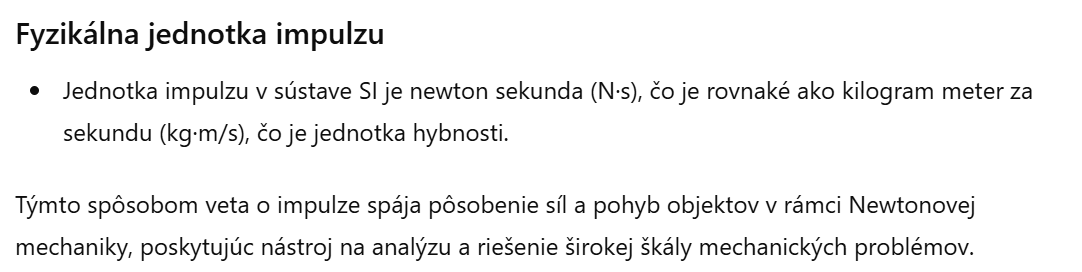 Fyzikálna jednotka impulzu
• Jednotka impulzu v sústave SI je newton sekunda (N·s), čo je rovnaké ako kilogram meter za
sekundu (kg·m/s), čo je jednotka hybnosti.
Týmto spôsobom veta o impulze spája pôsobenie síl a pohyb objektov v rámci Newtonovej
mechaniky, poskytujúc nástroj na analýzu a riešenie širokej škály mechanických problémov.